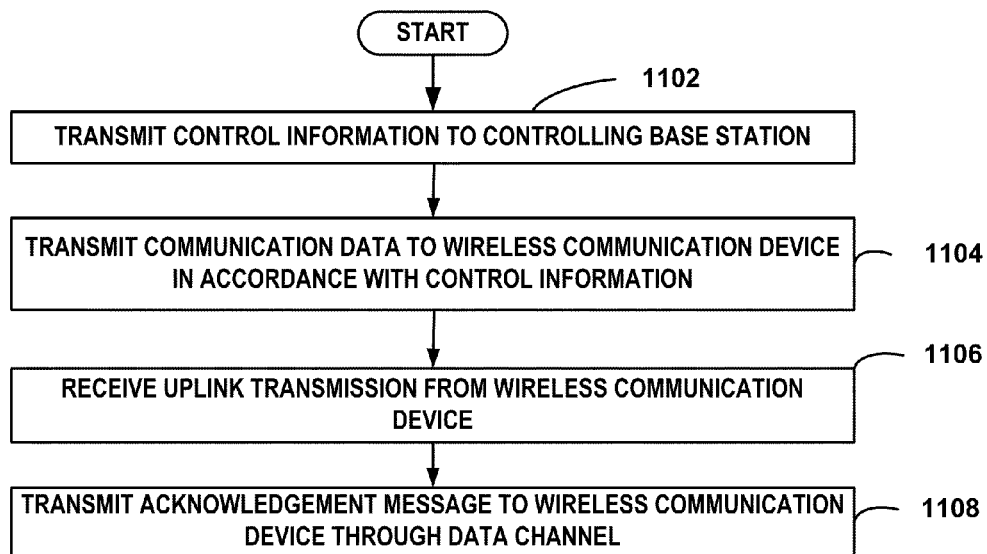 START
1102
TRANSMIT CONTROL INFORMATION TO CONTROLLING BASE STATION
TRANSMIT COMMUNICATION DATA TO WIRELESS COMMUNICATION DEVICE
IN ACCORDANCE WITH CONTROL INFORMATION
1104
1106
RECEIVE UPLINK TRANSMISSION FROM WIRELESS COMMUNICATION
DEVICE
TRANSMIT ACKNOWLEDGEMENT MESSAGE TO WIRELESS COMMUNICATION
DEVICE THROUGH DATA CHANNEL
1108